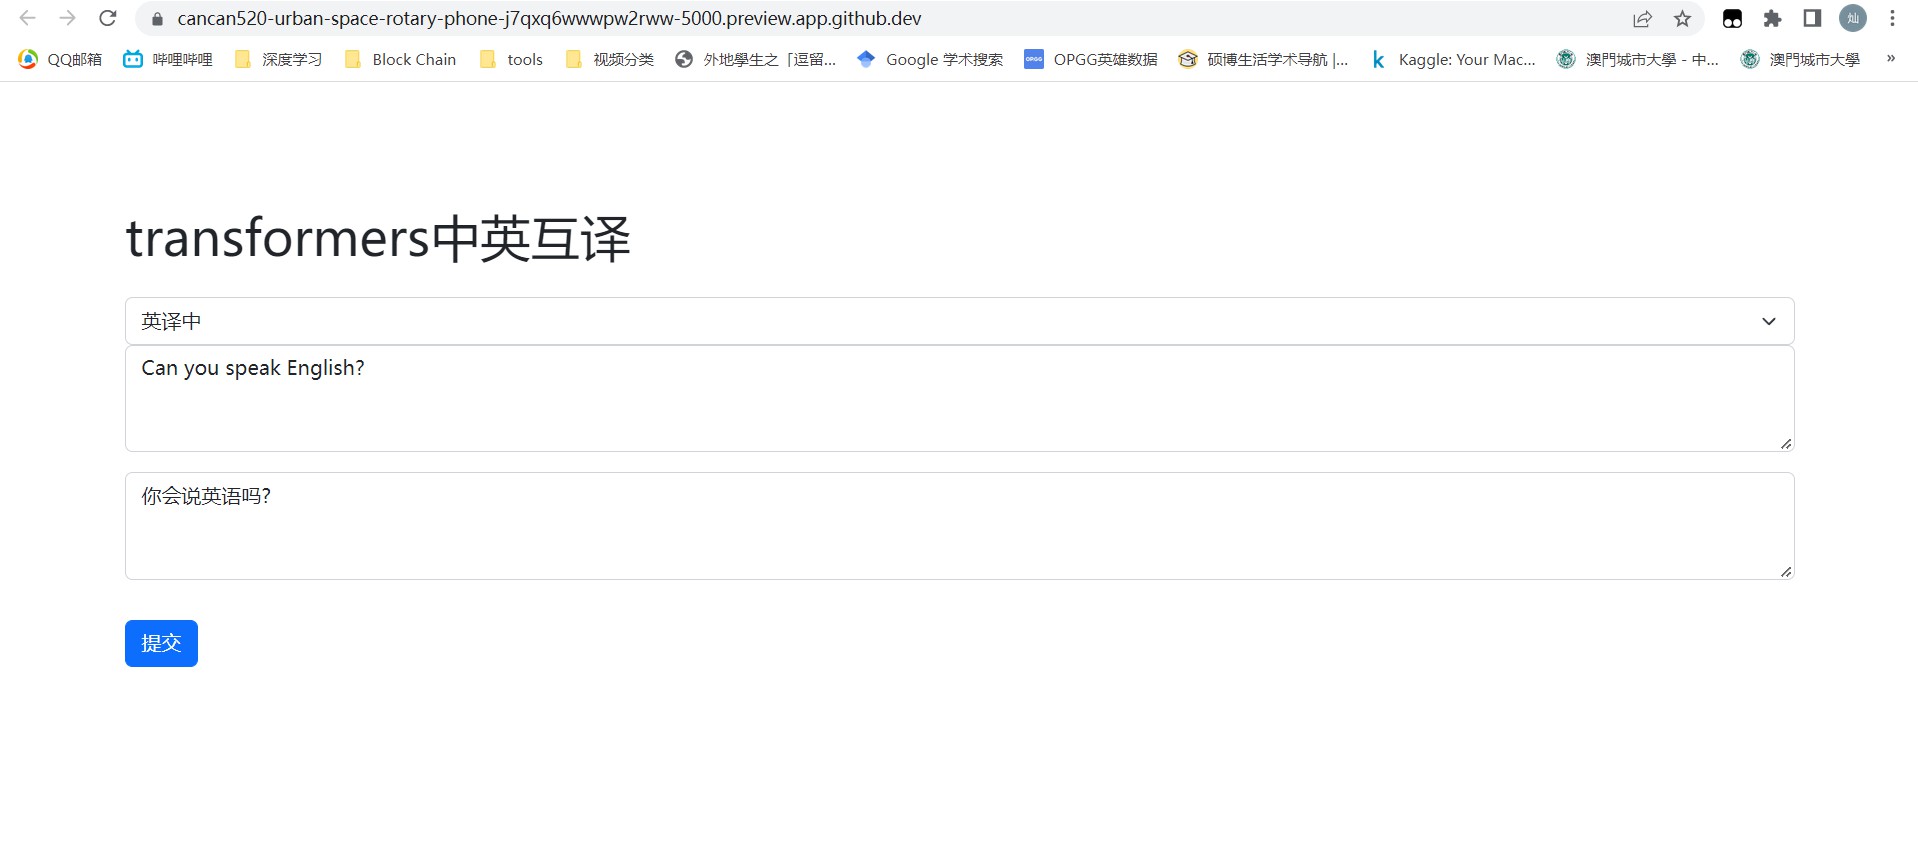 cancan520-urban-space-rotary-phone-j7qxq6wwwpw2rww-5000.preview.app.github.dev
灿
QQ邮箱 哔哩哔哩 深度学习 Block Chain tools 视频分类 外地學生之「逗留... Google 学术搜索 OPGG OPGG英雄数据 硕博生活学术导航 |... k Kaggle: Your Mac... 澳門城市大學 - 中... 澳門城市大學 »
transformers中英互译
英译中
Can you speak English?
你会说英语吗?
提交